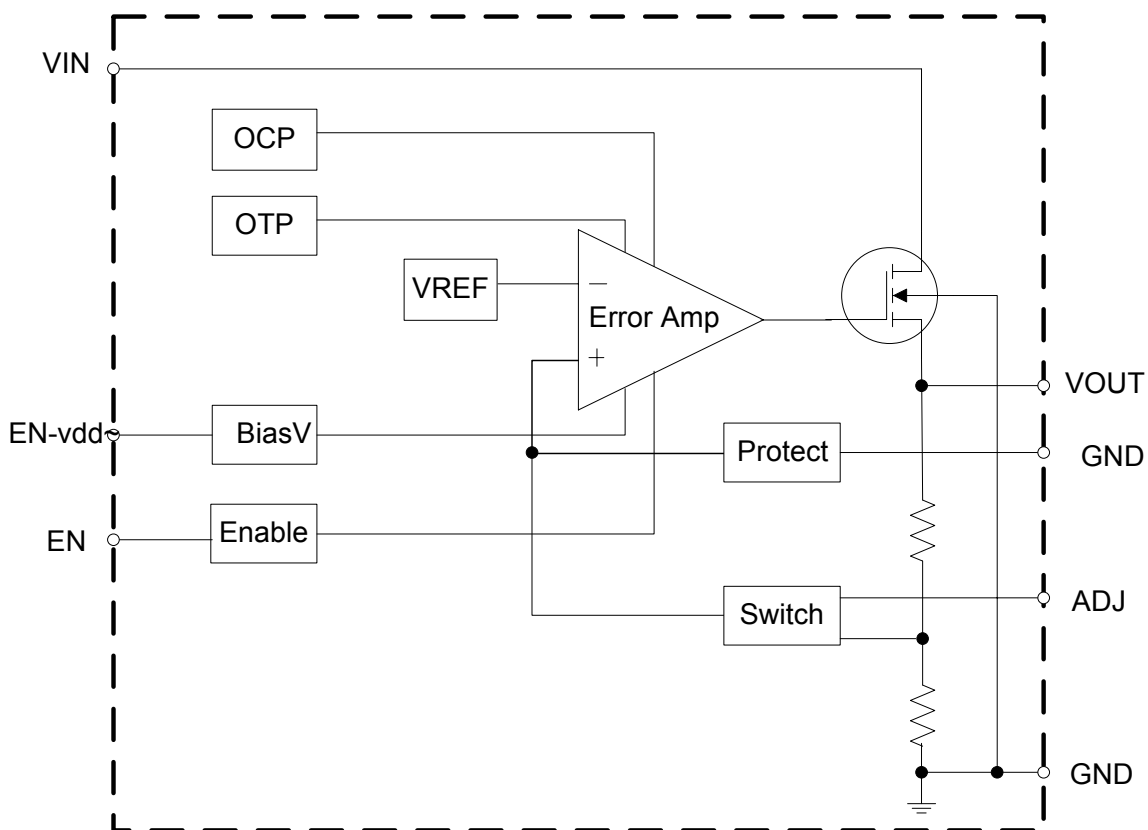 VIN
OCP
OTP
VREF
−
Error Amp
+
VOUT
EN-vdd~
BiasV
Protect
GND
EN
Enable
ADJ
Switch
GND